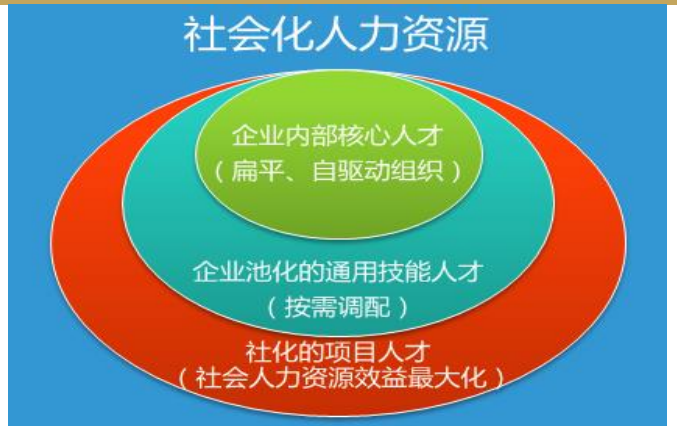 社会化人力资源
企业内部核心人才
（扁平、自驱动组织）
企业池化的通用技能人才
（按需调配）
社化的项目人才
（社会人力资源效益最大化）